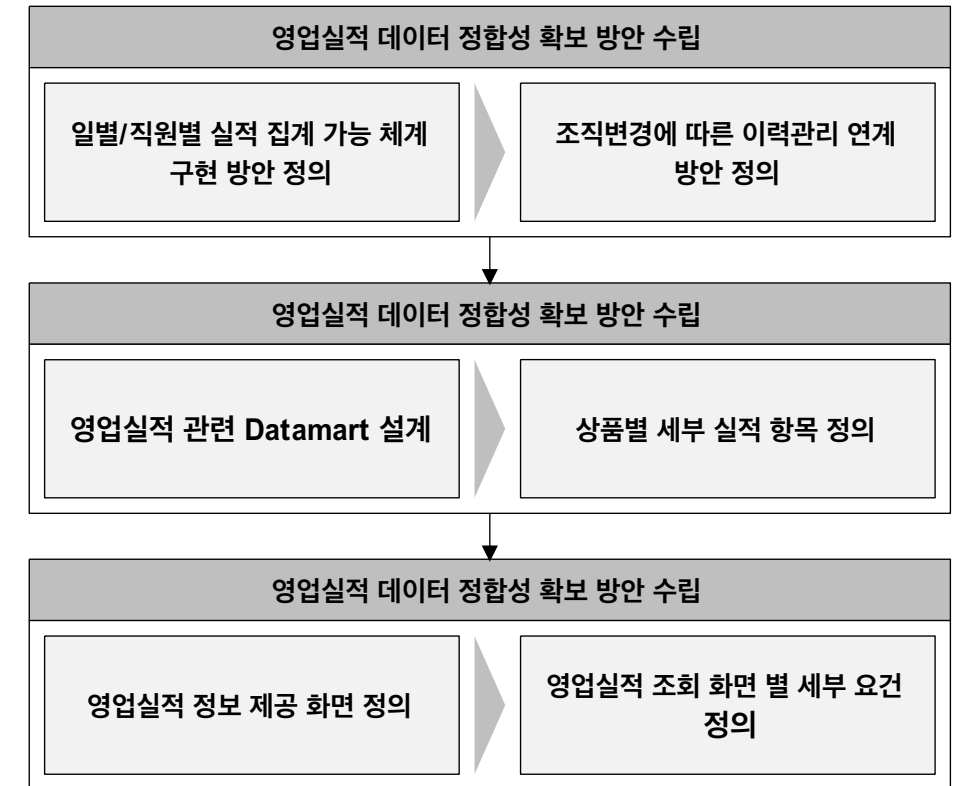 영업실적 데이터 정합성 확보 방안 수립
일별/직원별 실적 집계 가능 체계
구현 방안 정의
조직변경에 따른 이력관리 연계
방안 정의
영업실적 데이터 정합성 확보 방안 수립
영업실적 관련 Datamart 설계
상품별 세부 실적 항목 정의
영업실적 데이터 정합성 확보 방안 수립
영업실적 정보 제공 화면 정의
영업실적 조회 화면 별 세부 요건
정의